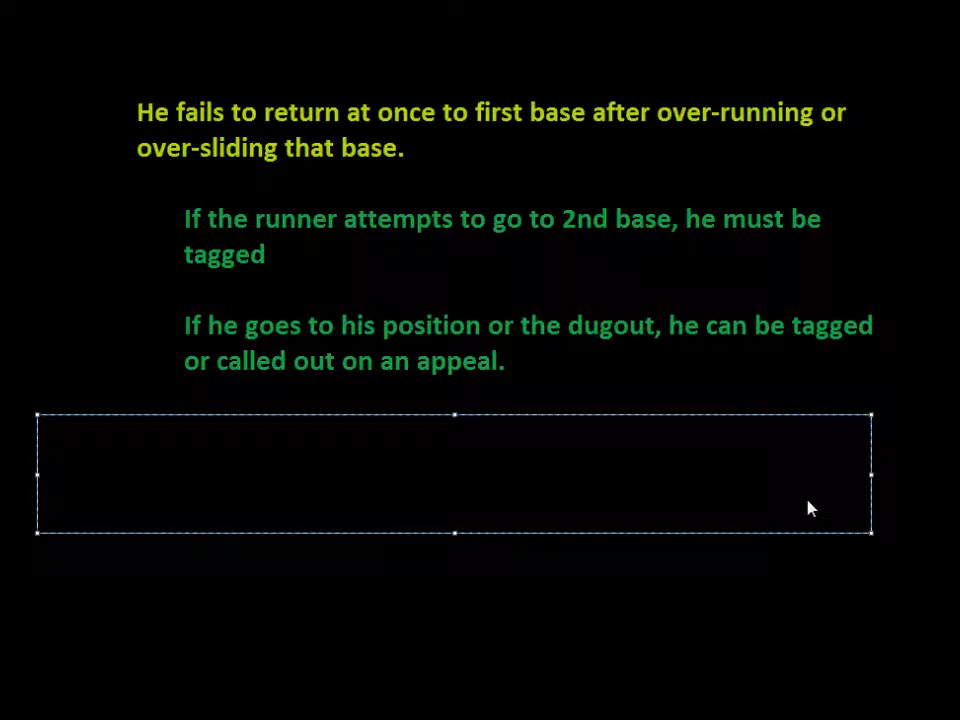 He fails to return at once to first base after over-running or
over-sliding that base.
If the runner attempts to go to 2nd base, he must be
tagged
If he goes to his position or the dugout, he can be tagged
or called out on an appeal.